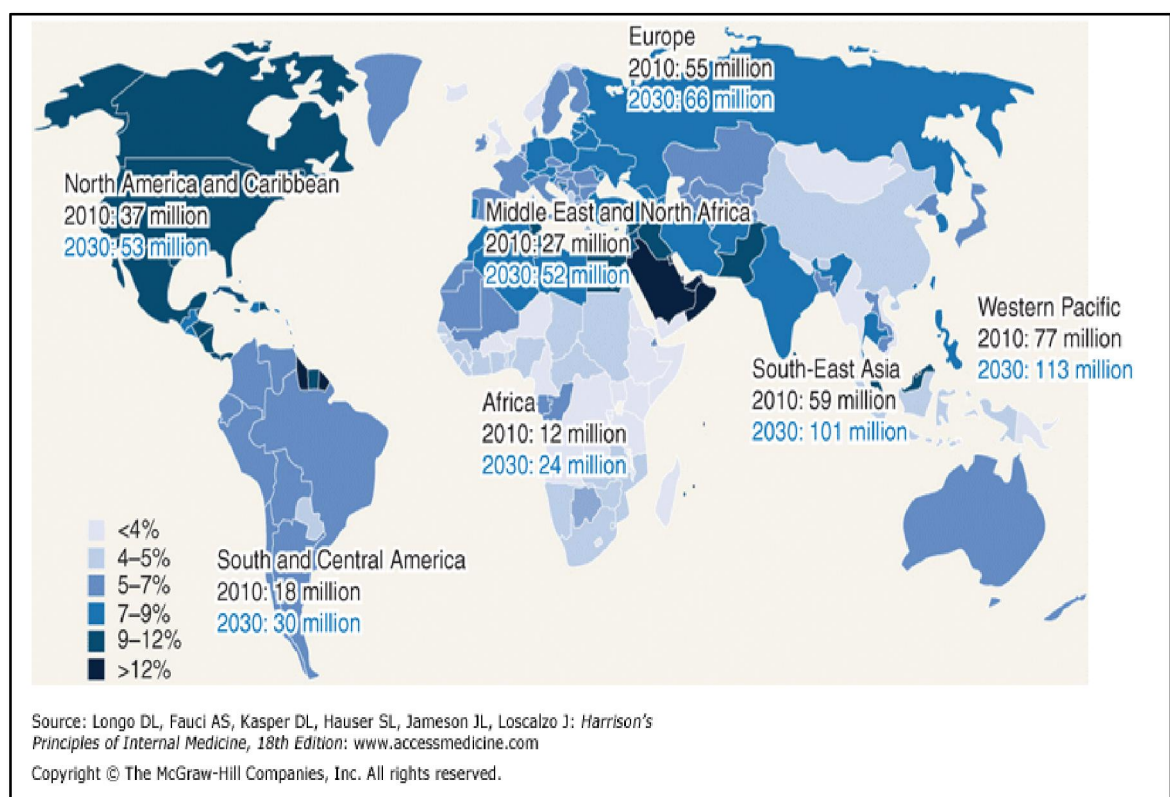 Europe
2010: 55 million
2030: 66 million
North America and Caribbean
2010: 37 million
2030: 53 million
Middle East and North Africa
2010: 27 million
2030: 52 million
Western Pacific
2010: 77 million
2030: 113 million
South-East Asia
2010: 59 million
2030: 101 million
Africa
2010: 12 million
2030: 24 million
South and Central America
2010: 18 million
2030: 30 million
<4%
4–5%
5–7%
7–9%
9–12%
>12%
Source: Longo DL, Fauci AS, Kasper DL, Hauser SL, Jameson JL, Loscalzo J: Harrison's
Principles of Internal Medicine, 18th Edition: www.accessmedicine.com
Copyright © The McGraw-Hill Companies, Inc. All rights reserved.